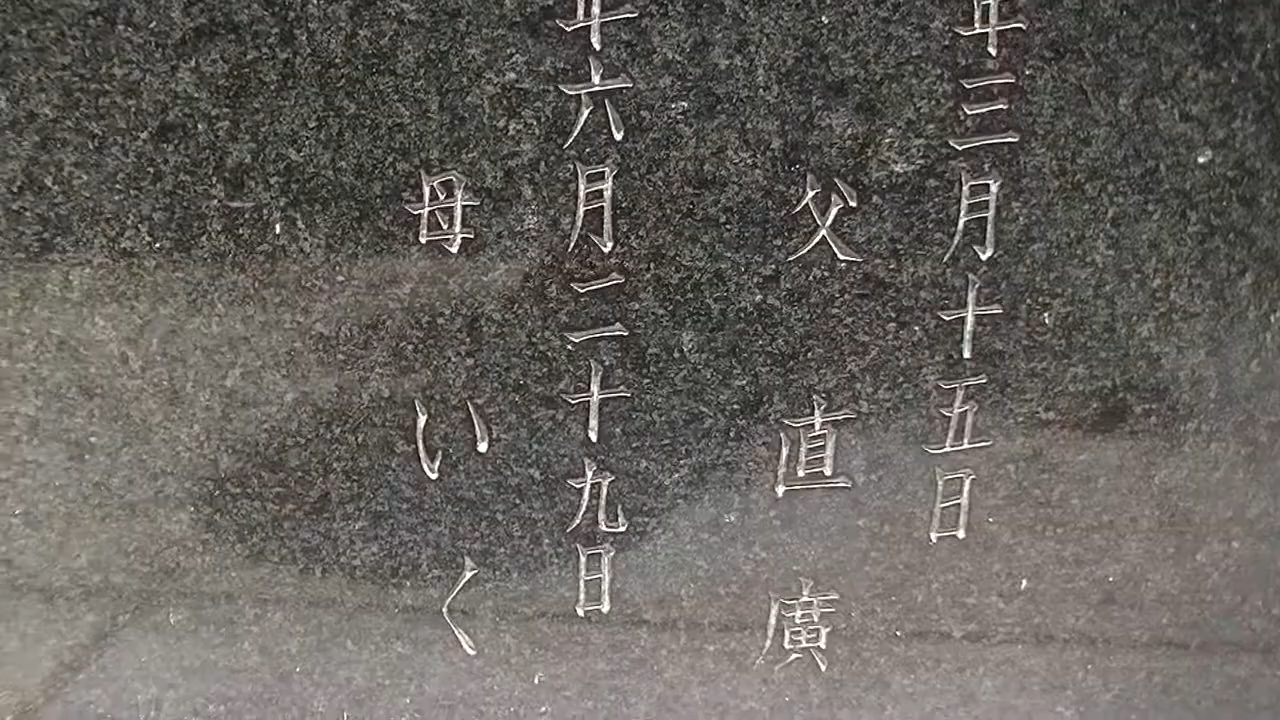 年三月十五日
父 直廣
年六月二十九日
母 いく